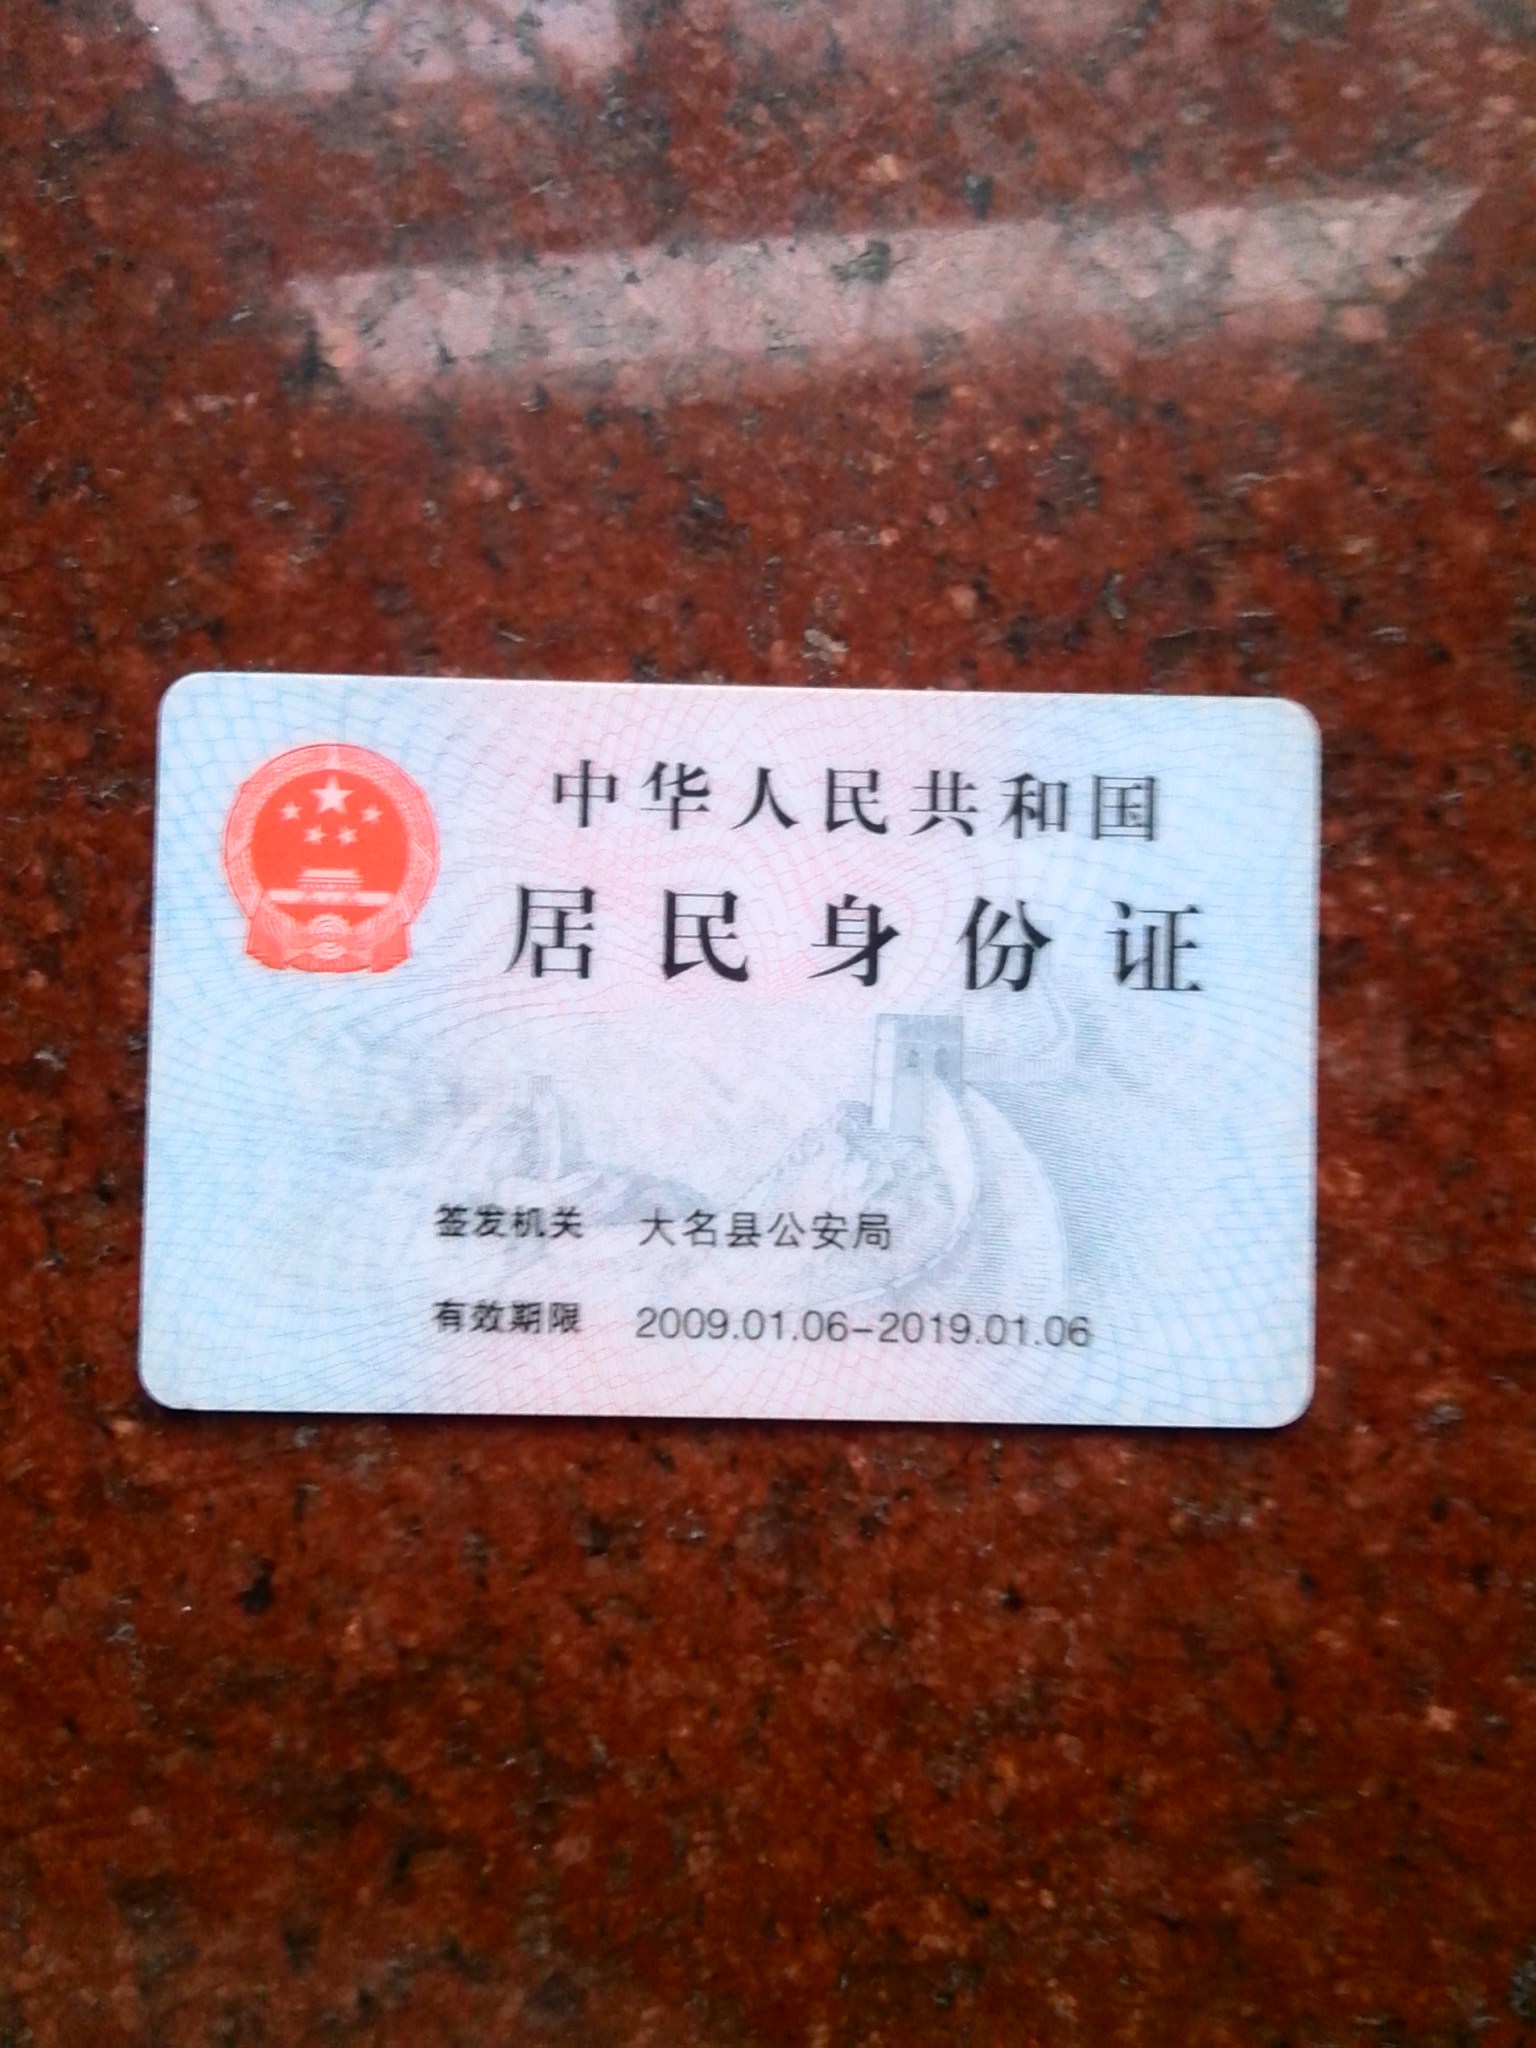 中华人民共和国
居民身份证
签发机关 大名县公安局
有效期限 2009.01.06-2019.01.06